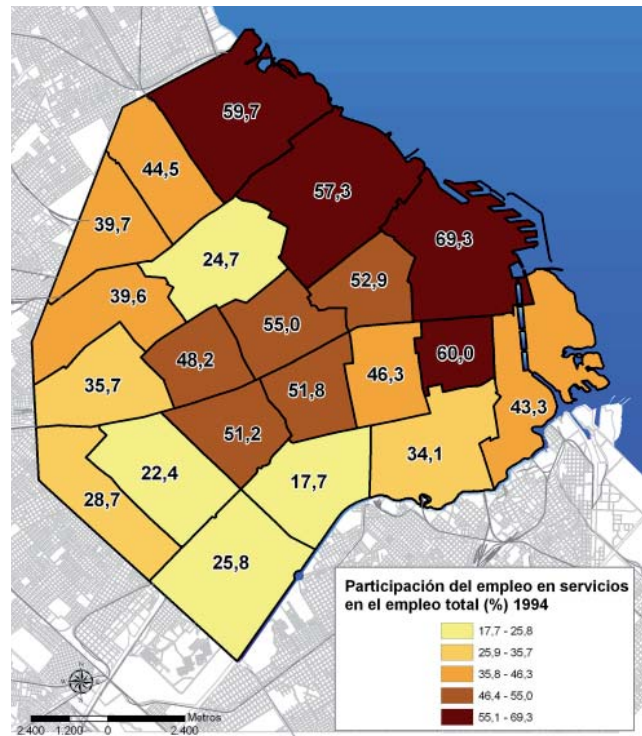 59,7
44,5
57,3
39,7
69,3
24,7
52,9
39,6
55,0
48,2
60,0
46,3
35,7
51,8
43,3
51,2
34,1
22,4
17,7
28,7
25,8
Participación del empleo en servicios
en el empleo total (%) 1994
17,7 - 25,8
25,9 - 35,7
35,8 - 46,3
46,4 - 55,0
55,1 - 69,3
Metros
2.400 1.200 0 2.400